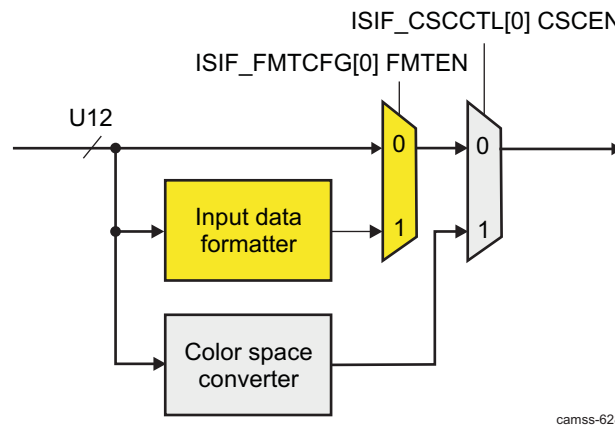 ISIF_CSCCTL[0] CSCEN
ISIF_FMTCFG[0] FMTEN
U12
0
0
Input data
formatter
1
1
Color space
converter
camss-62